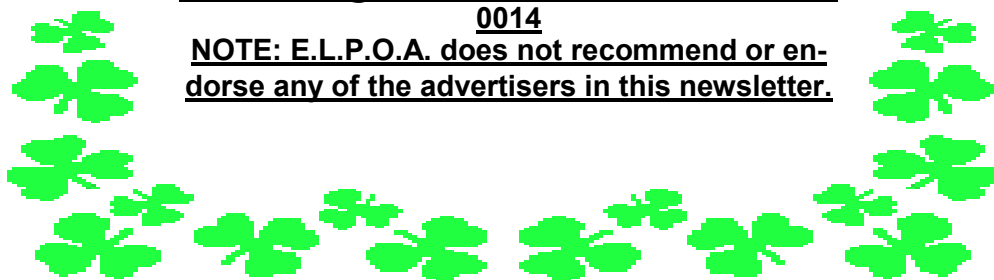 0014
NOTE: E.L.P.O.A. does not recommend or en-
dorse any of the advertisers in this newsletter.